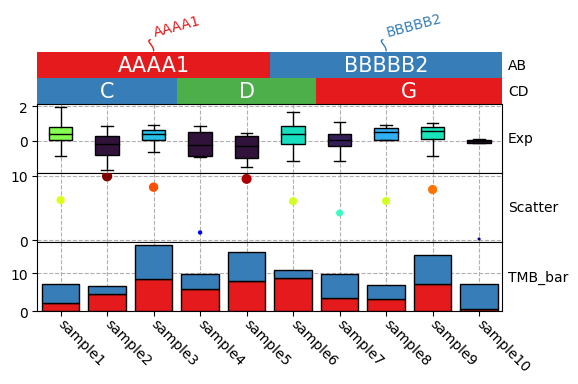 AAAA1
BBBBB2
AAAA1 BBBBB2 AB
C D G CD
2
0
Exp
10
0
Scatter
10
0
TMB_bar
sample1 sample2 sample3 sample4 sample5 sample6 sample7 sample8 sample9 sample10